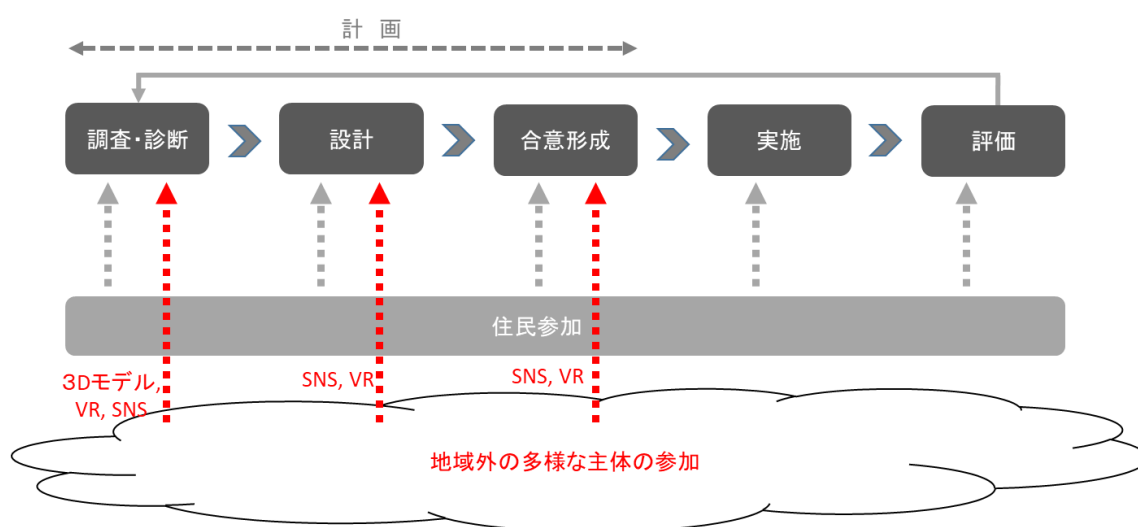 計 画
調査・診断
設計
合意形成
実施
評価
住民参加
3Dモデル,
VR, SNS
SNS, VR
SNS, VR
地域外の多様な主体の参加